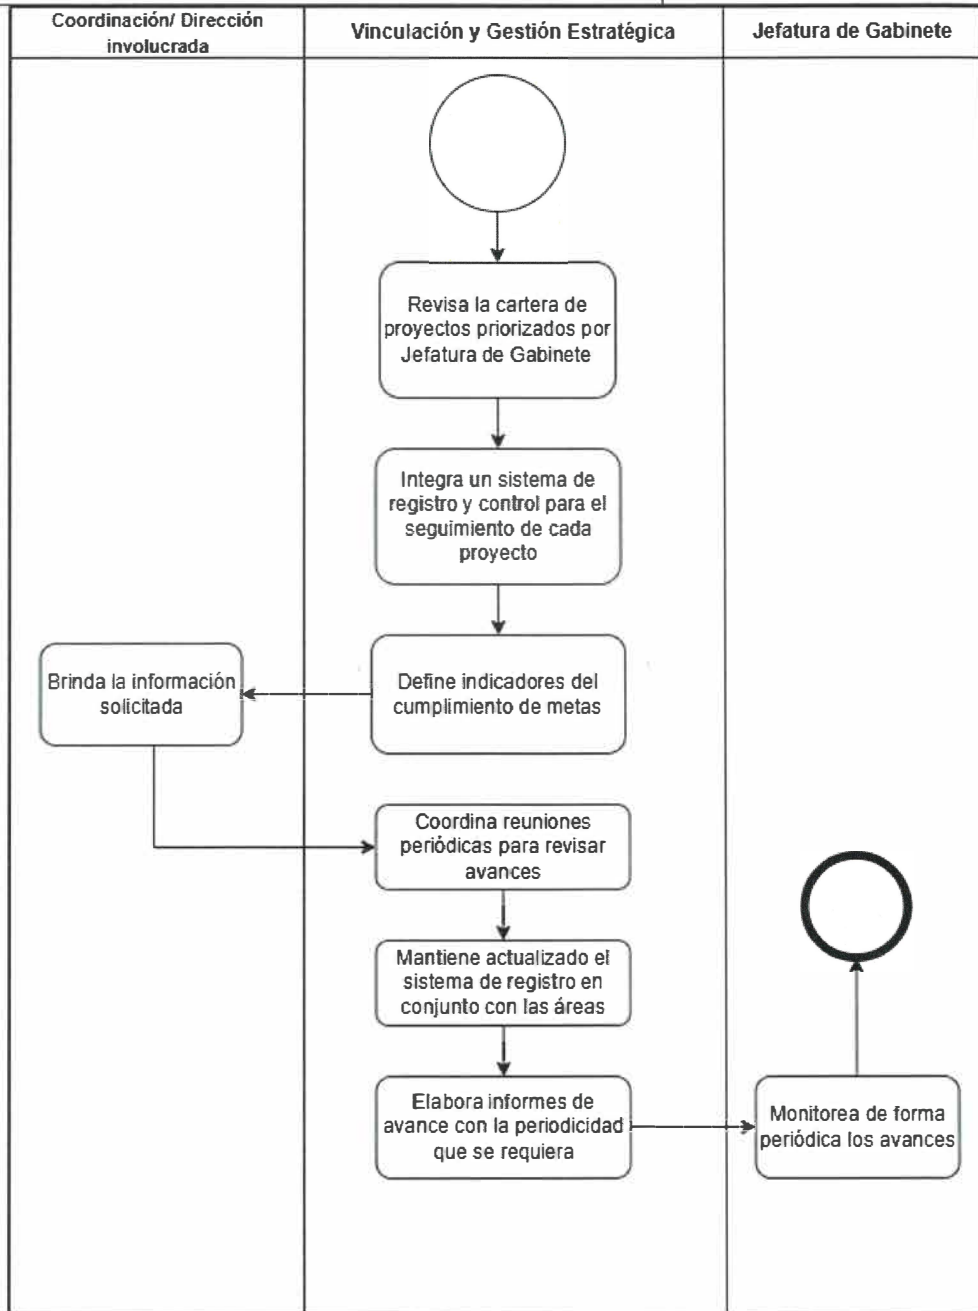 Coordinación/ Dirección
involucrada
Vinculación y Gestión Estratégica
Jefatura de Gabinete
Revisa la cartera de
proyectos priorizados por
Jefatura de Gabinete
Integra un sistema de
registro y control para el
seguimiento de cada
proyecto
Brinda la información
solicitada
Define indicadores del
cumplimiento de metas
Coordina reuniones
periódicas para revisar
avances
Mantiene actualizado el
sistema de registro en
conjunto con las áreas
Elabora informes de
avance con la periodicidad
que se requiera
Monitorea de forma
periódica los avances